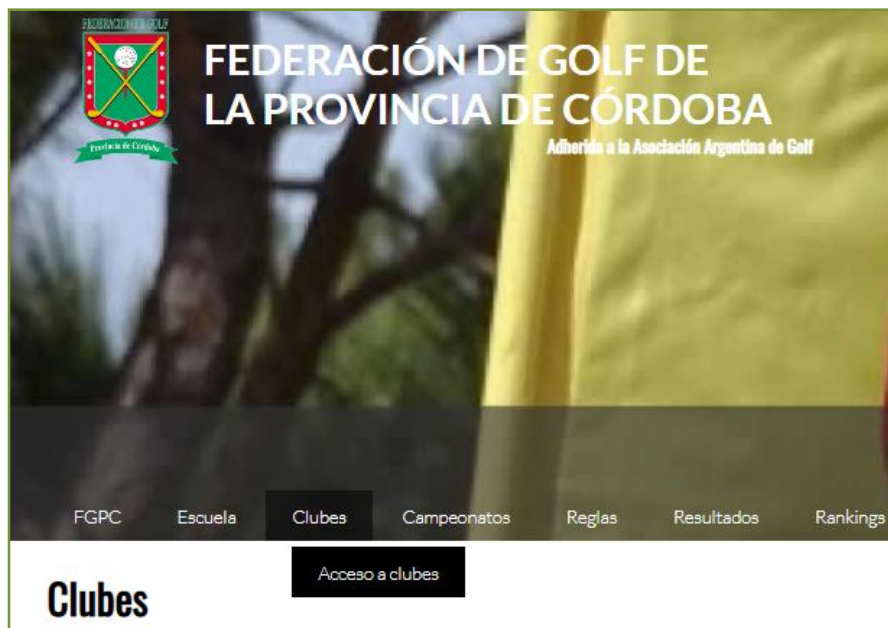 FEDERACION DE GOLF
Provincia de Córdoba
FEDERACIÓN DE GOLF DE
LA PROVINCIA DE CÓRDOBA
Adherida a la Asociación Argentina de Golf
FGPC Escuela Clubes Campeonatos Reglas Resultados Rankings
Acceso a clubes
Clubes